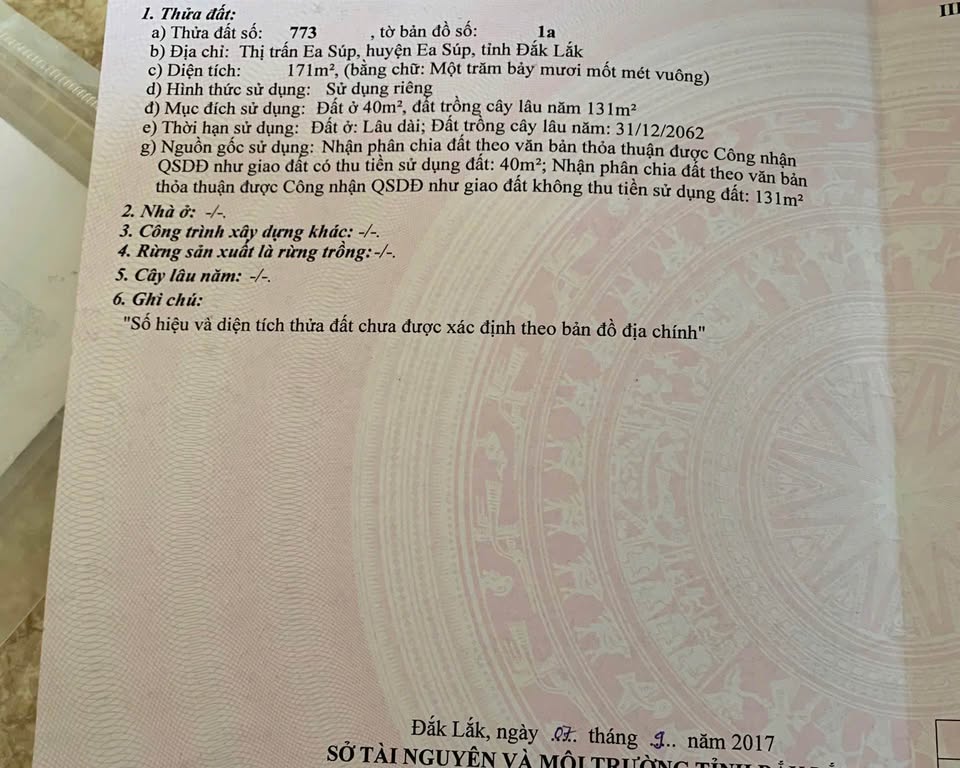 III
1. Thửa đất:
a) Thửa đất số: 773 , tờ bản đồ số: 1a
b) Địa chỉ: Thị trấn Ea Súp, huyện Ea Súp, tỉnh Đắk Lắk
c) Diện tích: 171m², (bằng chữ: Một trăm bảy mươi mốt mét vuông)
d) Hình thức sử dụng: Sử dụng riêng
đ) Mục đích sử dụng: Đất ở 40m², đất trồng cây lâu năm 131m²
e) Thời hạn sử dụng: Đất ở: Lâu dài; Đất trồng cây lâu năm: 31/12/2062
g) Nguồn gốc sử dụng: Nhận phân chia đất theo văn bản thỏa thuận được Công nhận
QSDĐ như giao đất có thu tiền sử dụng đất: 40m²; Nhận phân chia đất theo văn bản
thỏa thuận được Công nhận QSDĐ như giao đất không thu tiền sử dụng đất: 131m²
2. Nhà ở: -/-.
3. Công trình xây dựng khác: -/-.
4. Rừng sản xuất là rừng trồng: -/-.
5. Cây lâu năm: -/-.
6. Ghi chú:
"Số hiệu và diện tích thửa đất chưa được xác định theo bản đồ địa chính"
Đắk Lắk, ngày 07 tháng 9 năm 2017
SỞ TÀI NGUYÊN VÀ MÔI TRƯỜNG TỈNH